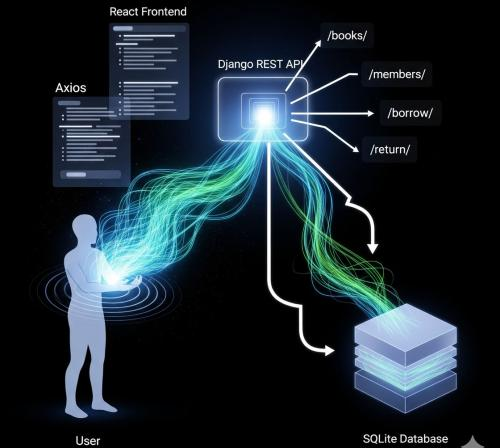 React Frontend
Axios
Django REST API
/books/
/members/
/borrow/
/return/
User
SQLite Database